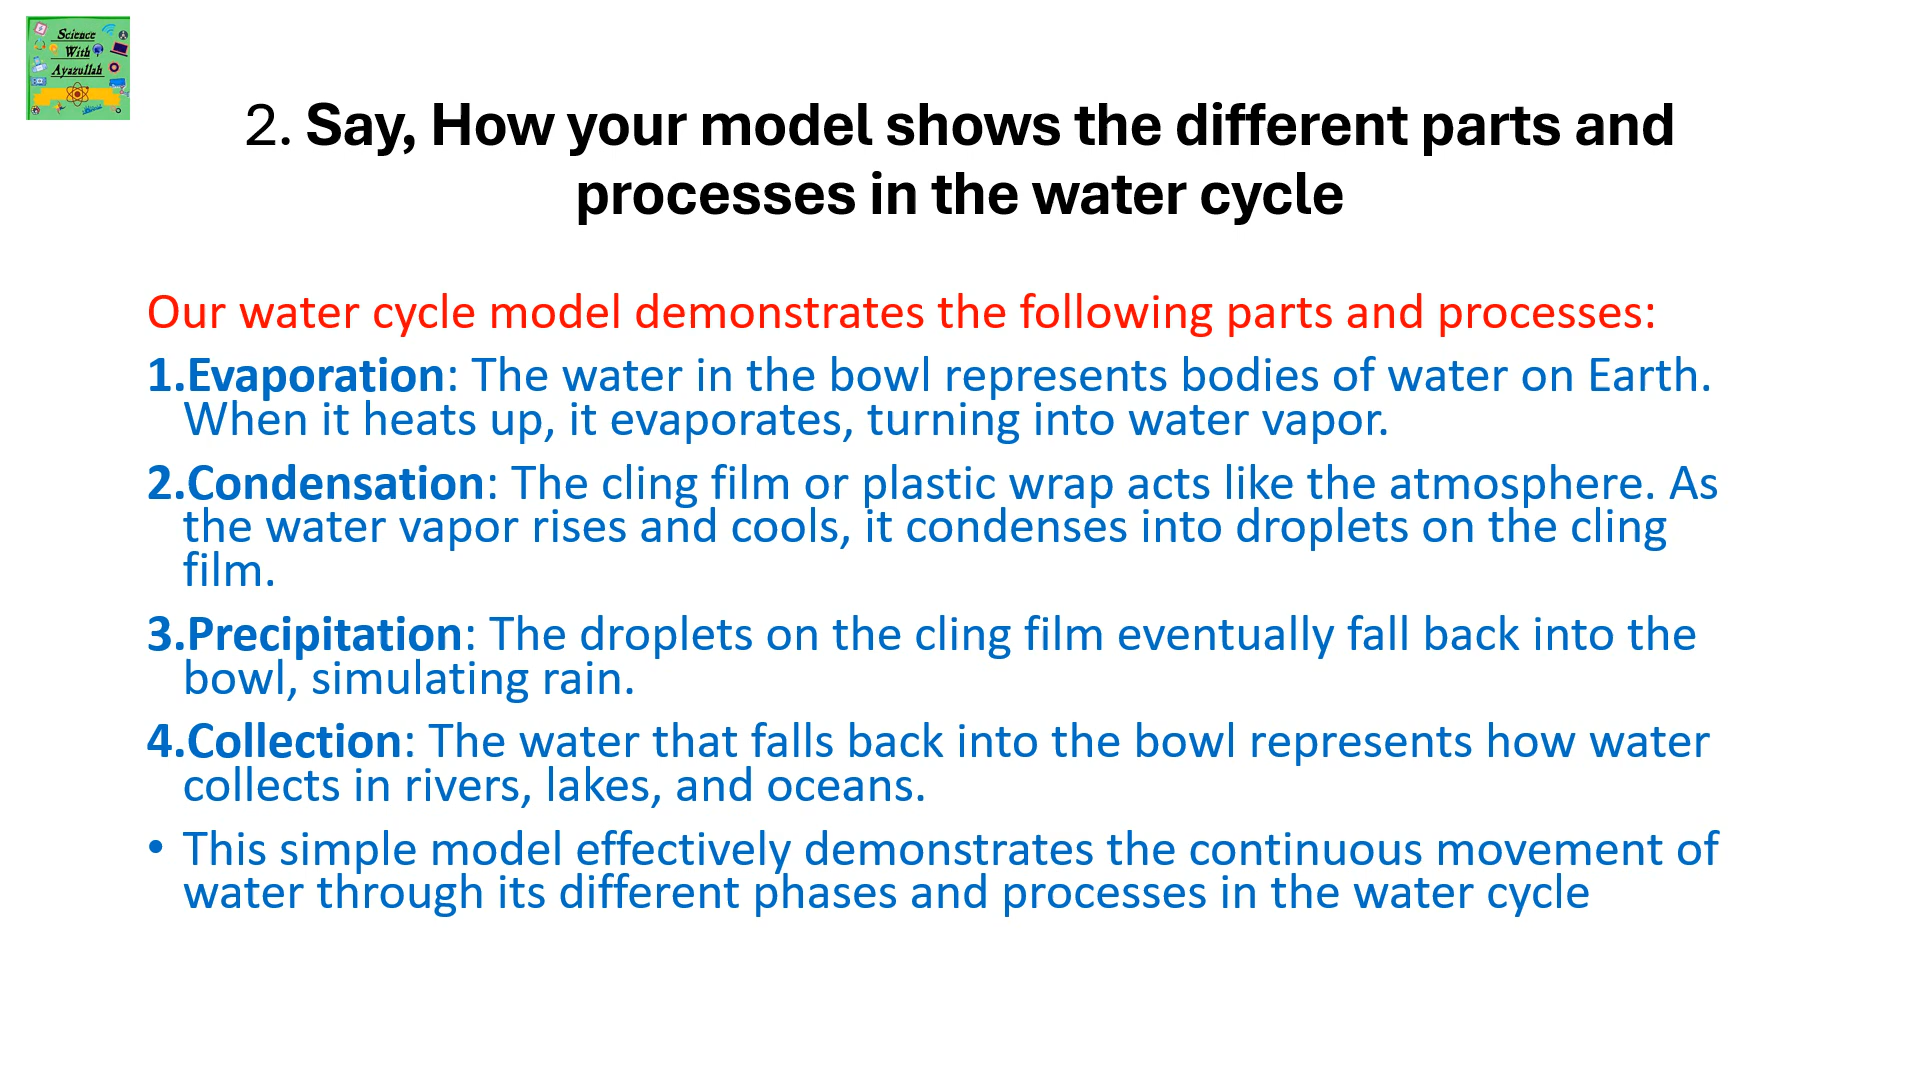 Science
With
Ayazullah
2. Say, How your model shows the different parts and
processes in the water cycle
Our water cycle model demonstrates the following parts and processes:
1.Evaporation: The water in the bowl represents bodies of water on Earth.
When it heats up, it evaporates, turning into water vapor.
2.Condensation: The cling film or plastic wrap acts like the atmosphere. As
the water vapor rises and cools, it condenses into droplets on the cling
film.
3.Precipitation: The droplets on the cling film eventually fall back into the
bowl, simulating rain.
4.Collection: The water that falls back into the bowl represents how water
collects in rivers, lakes, and oceans.
• This simple model effectively demonstrates the continuous movement of
water through its different phases and processes in the water cycle